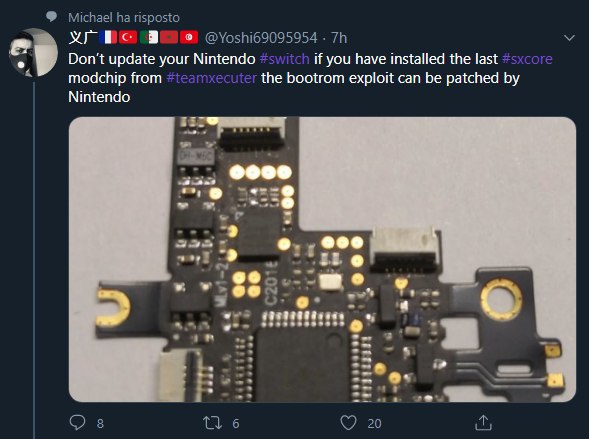 Michael ha risposto
义广🇫🇷🇹🇷🇩🇿🇲🇦🇹🇳 @Yoshi69095954 · 7h
Don't update your Nintendo #switch if you have installed the last #sxcore
modchip from #teamxecuter the bootrom exploit can be patched by
Nintendo
C2016
8
6
20